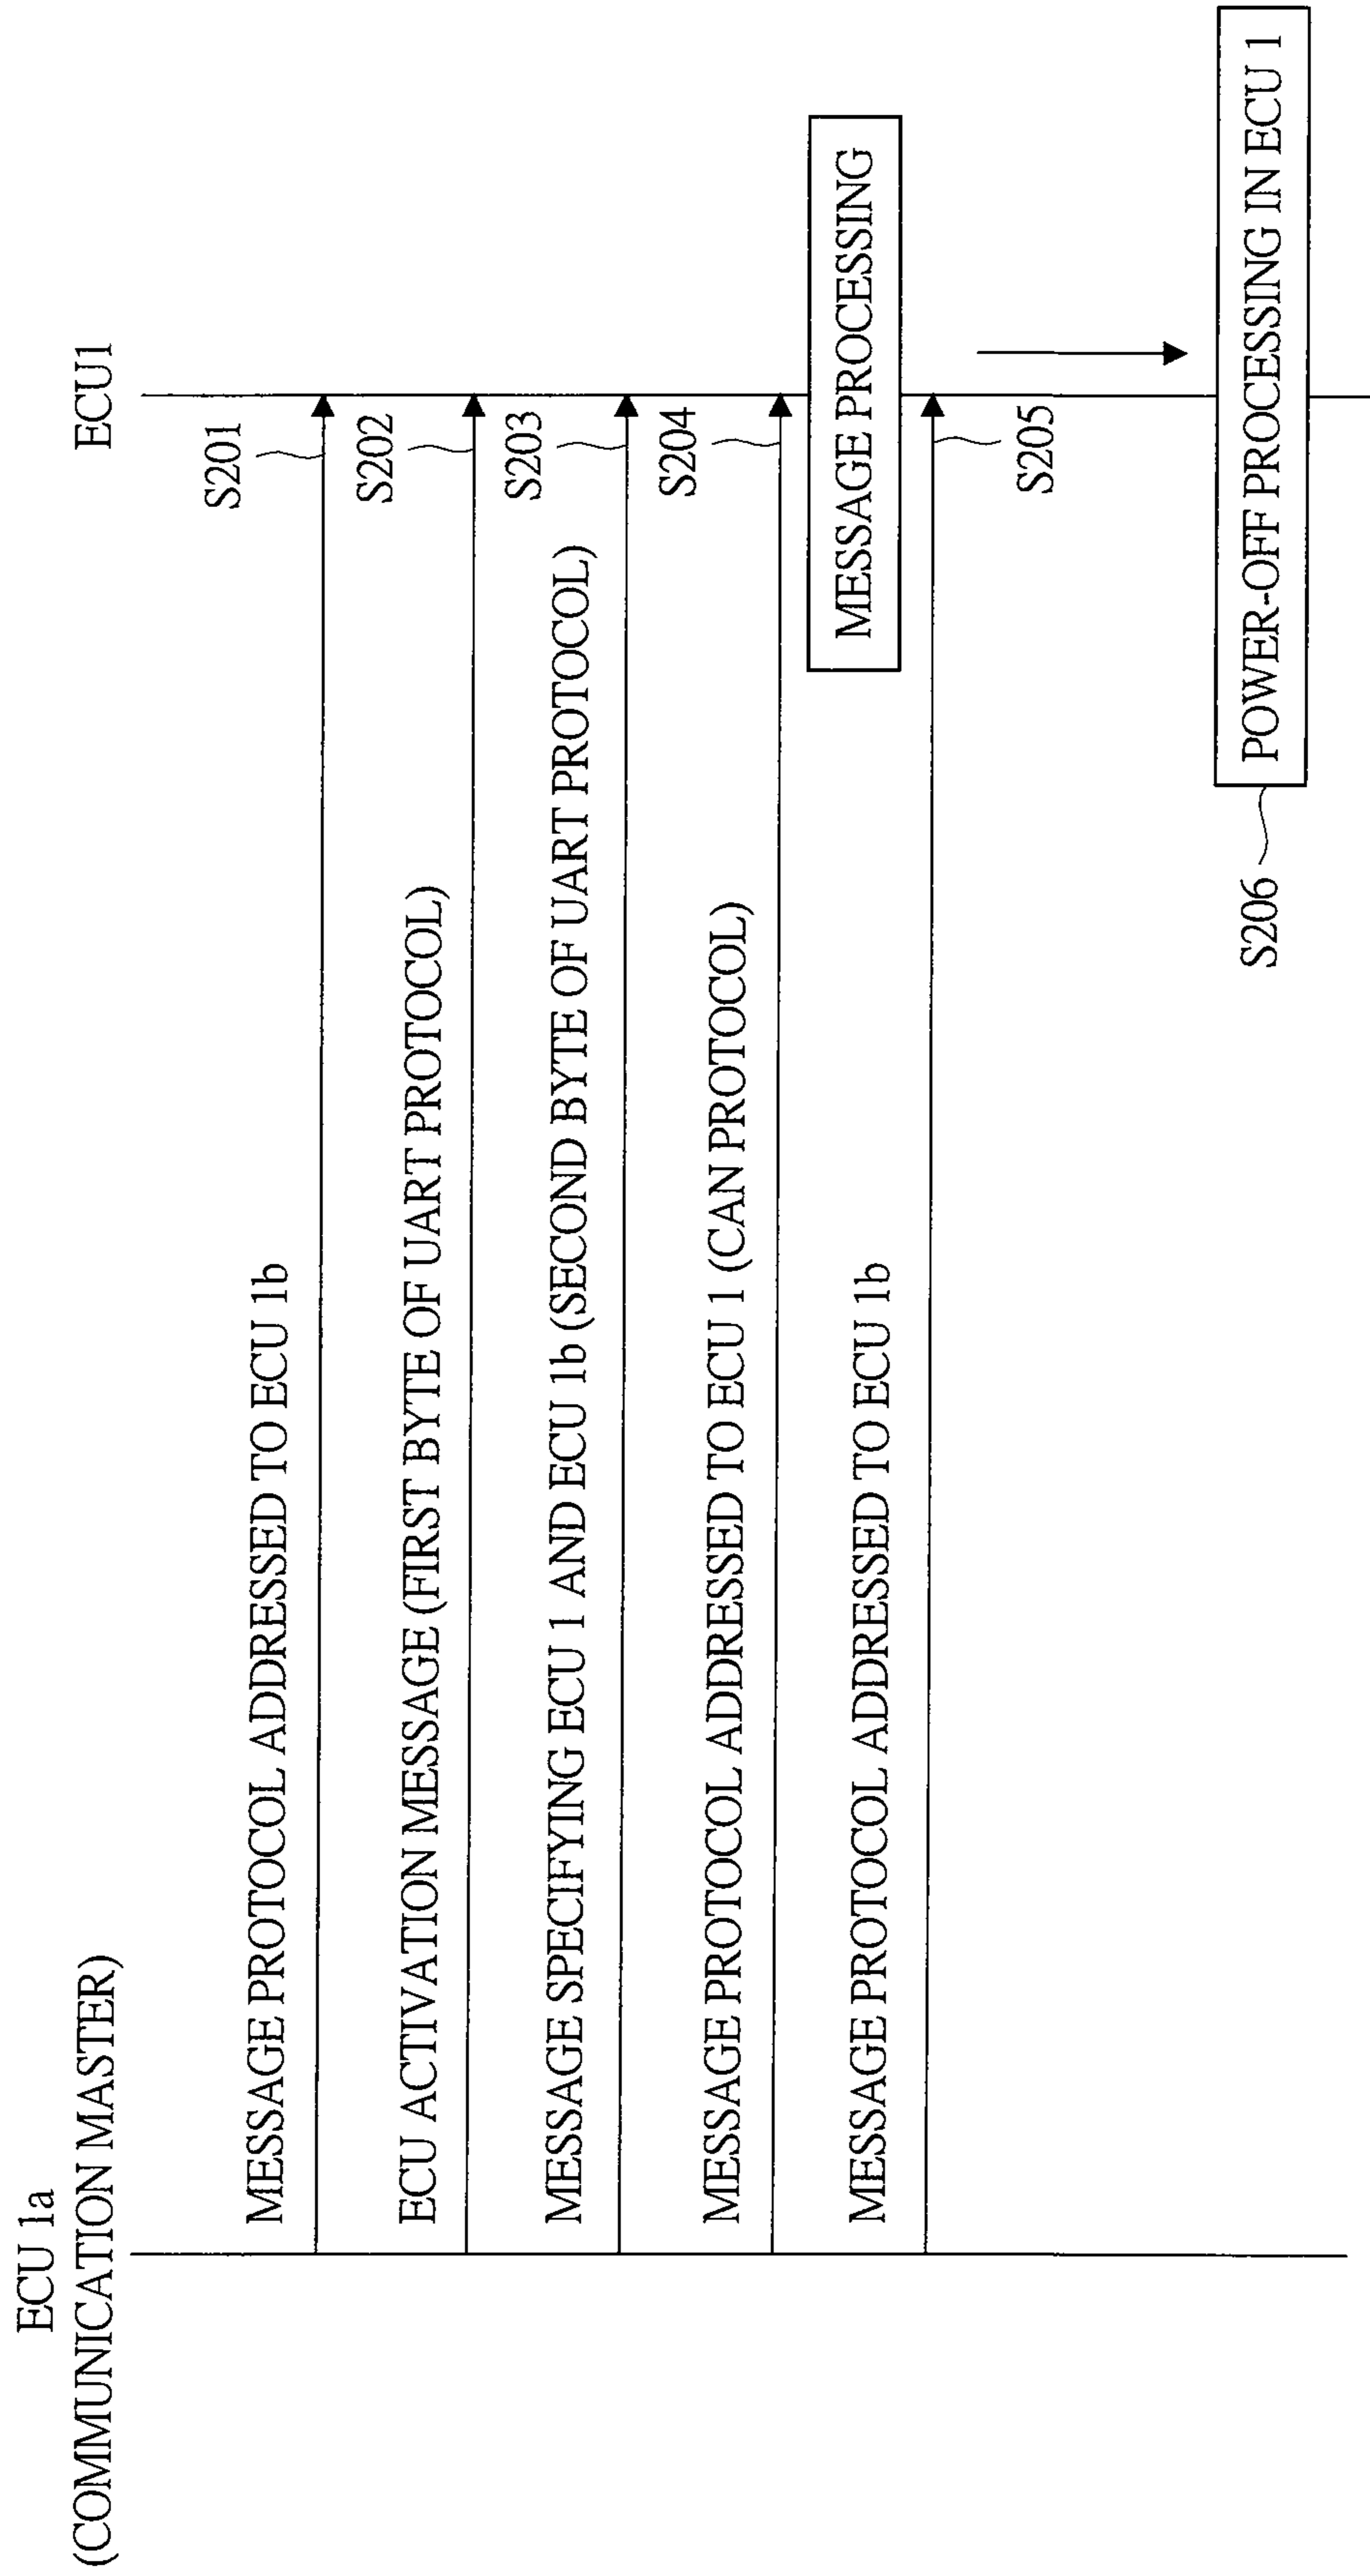 ECU 1a
(COMMUNICATION MASTER)
ECU1
MESSAGE PROTOCOL ADDRESSED TO ECU 1b
S201
ECU ACTIVATION MESSAGE (FIRST BYTE OF UART PROTOCOL)
S202
MESSAGE SPECIFYING ECU 1 AND ECU 1b (SECOND BYTE OF UART PROTOCOL)
S203
MESSAGE PROTOCOL ADDRESSED TO ECU 1 (CAN PROTOCOL)
S204
MESSAGE PROCESSING
MESSAGE PROTOCOL ADDRESSED TO ECU 1b
S205
S206
POWER-OFF PROCESSING IN ECU 1